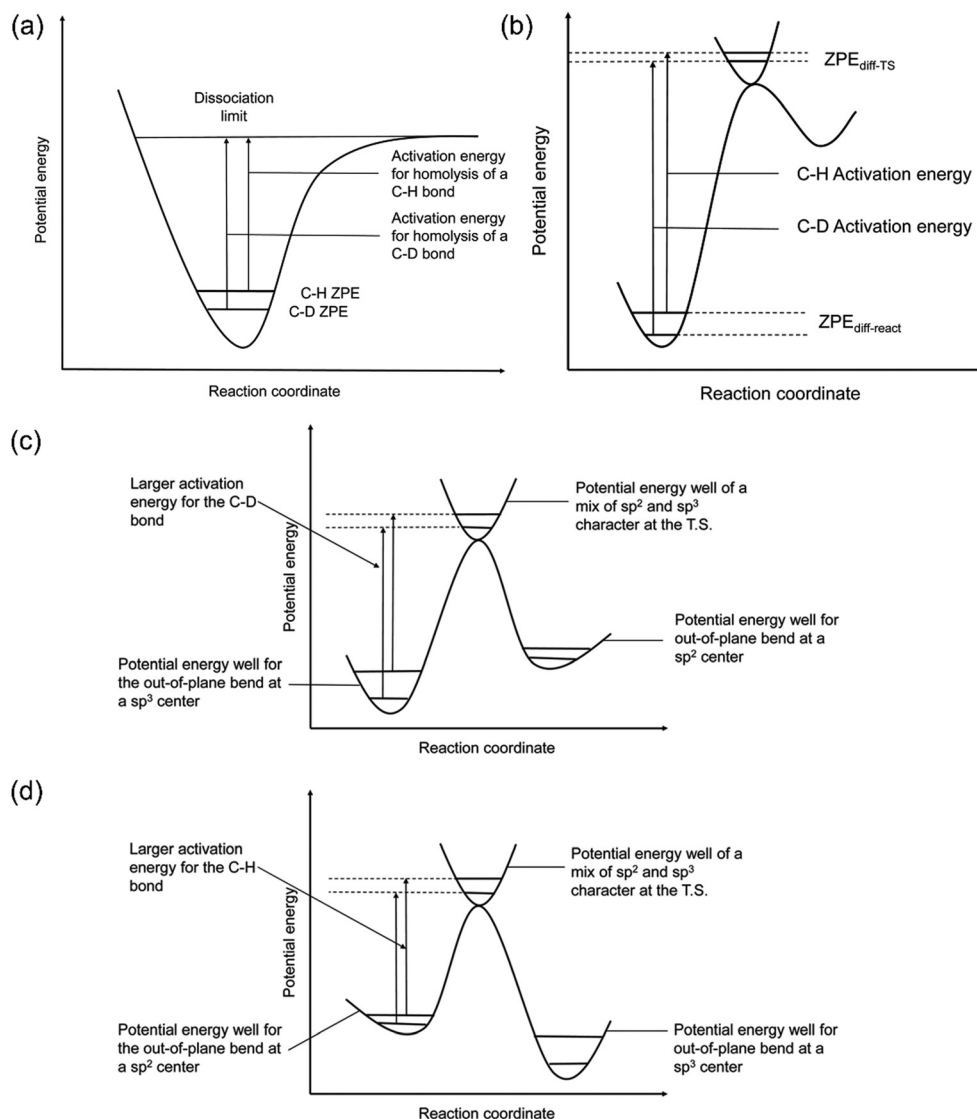 (a)
Potential energy
Dissociation
limit
Activation energy
for homolysis of a
C-H bond
Activation energy
for homolysis of a
C-D bond
C-H ZPE
C-D ZPE
Reaction coordinate
(b)
Potential energy
ZPEdiff-TS
C-H Activation energy
C-D Activation energy
ZPEdiff-react
Reaction coordinate
(c)
Larger activation
energy for the C-D
bond
Potential energy
Potential energy well of a
mix of sp² and sp³
character at the T.S.
Potential energy well for
out-of-plane bend at a
sp² center
Potential energy well for
the out-of-plane bend at
a sp³ center
Reaction coordinate
(d)
Larger activation
energy for the C-H
bond
Potential energy
Potential energy well of a
mix of sp² and sp³
character at the T.S.
Potential energy well for
the out-of-plane bend at
a sp² center
Potential energy well for
out-of-plane bend at a
sp³ center
Reaction coordinate